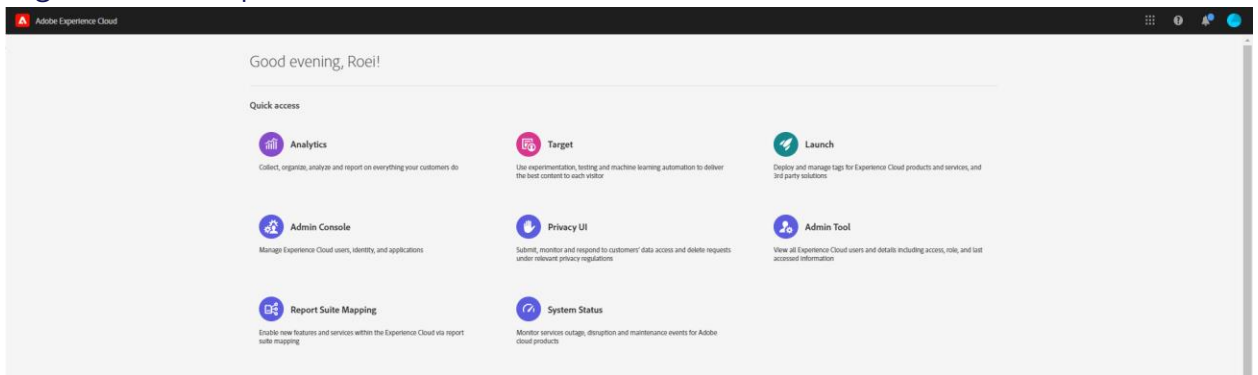 Adobe Experience Cloud
Good evening, Roei!
Quick access
Analytics
Collect, organize, analyze and report on everything your customers do
Target
Use experimentation, testing and machine learning automation to deliver
the best content to each visitor
Launch
Deploy and manage tags for Experience Cloud products and services, and
3rd party solutions
Admin Console
Manage Experience Cloud users, identity, and applications
Privacy UI
Submit, monitor and respond to customers' data access and delete requests
under relevant privacy regulations
Admin Tool
View all Experience Cloud users and details including access, role, and last
accessed information
Report Suite Mapping
Enable new features and services within the Experience Cloud via report
suite mapping
System Status
Monitor services outage, disruption and maintenance events for Adobe
cloud products